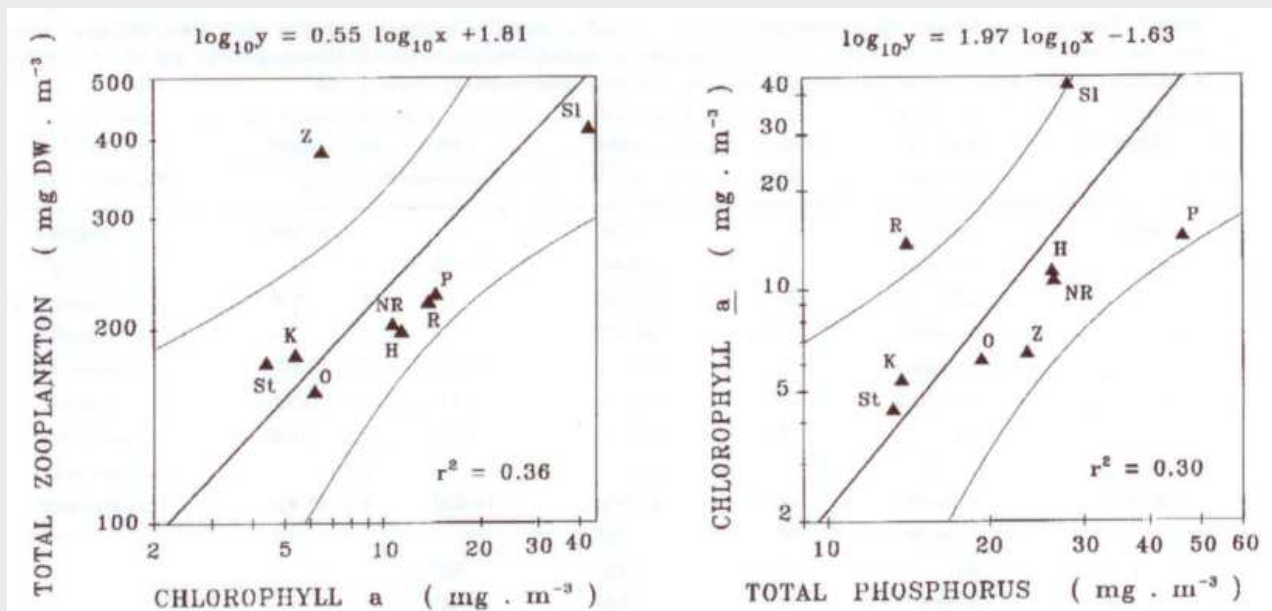 log₁₀y = 0.55 log₁₀x +1.81
TOTAL ZOOPLANKTON ( mg DW . m⁻³ )
500
400
300
200
100
Z
Sl
K
St
O
NR
H
P
R
r² = 0.36
2
5
10
20
30
40
CHLOROPHYLL a ( mg . m⁻³ )
log₁₀y = 1.97 log₁₀x −1.63
CHLOROPHYLL a ( mg . m⁻³ )
40
30
20
10
5
2
Sl
R
P
H
NR
O
Z
K
St
r² = 0.30
10
20
30
40
50
60
TOTAL PHOSPHORUS ( mg . m⁻³ )